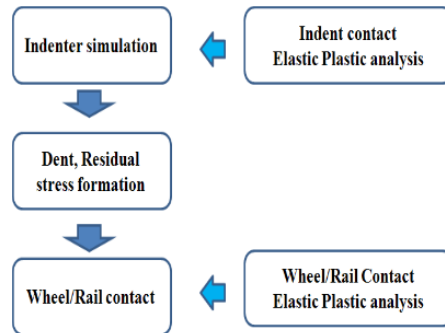 Indenter simulation
Indent contact
Elastic Plastic analysis
Dent, Residual
stress formation
Wheel/Rail contact
Wheel/Rail Contact
Elastic Plastic analysis